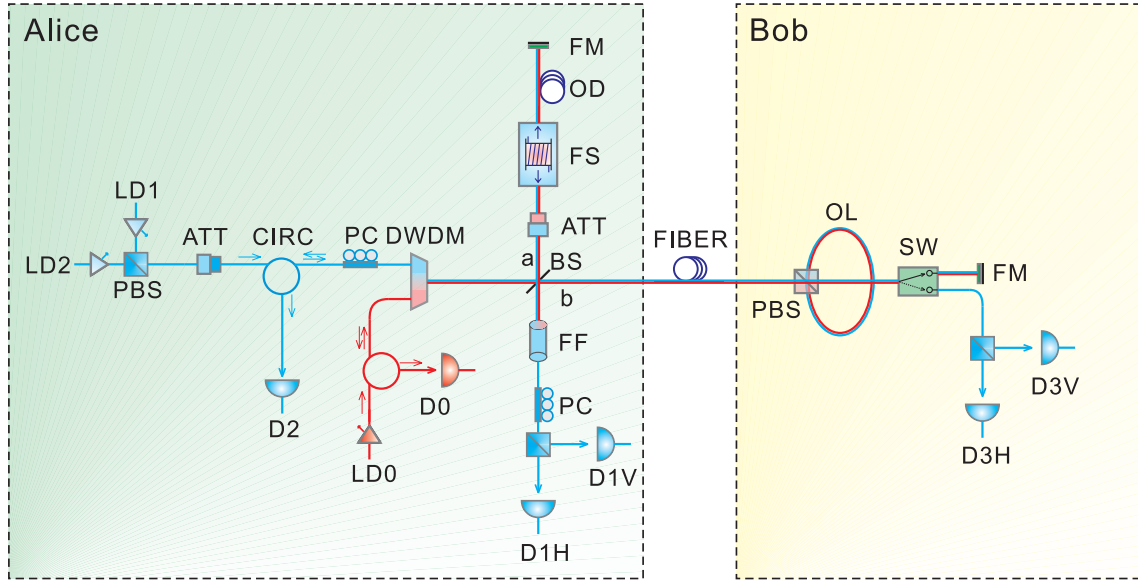 Alice
Bob
FM
OD
FS
LD1
ATT
CIRC
PC
DWDM
ATT
FIBER
OL
SW
a
BS
LD2
FM
PBS
b
PBS
FF
D3V
D2
D0
PC
LD0
D3H
D1V
D1H